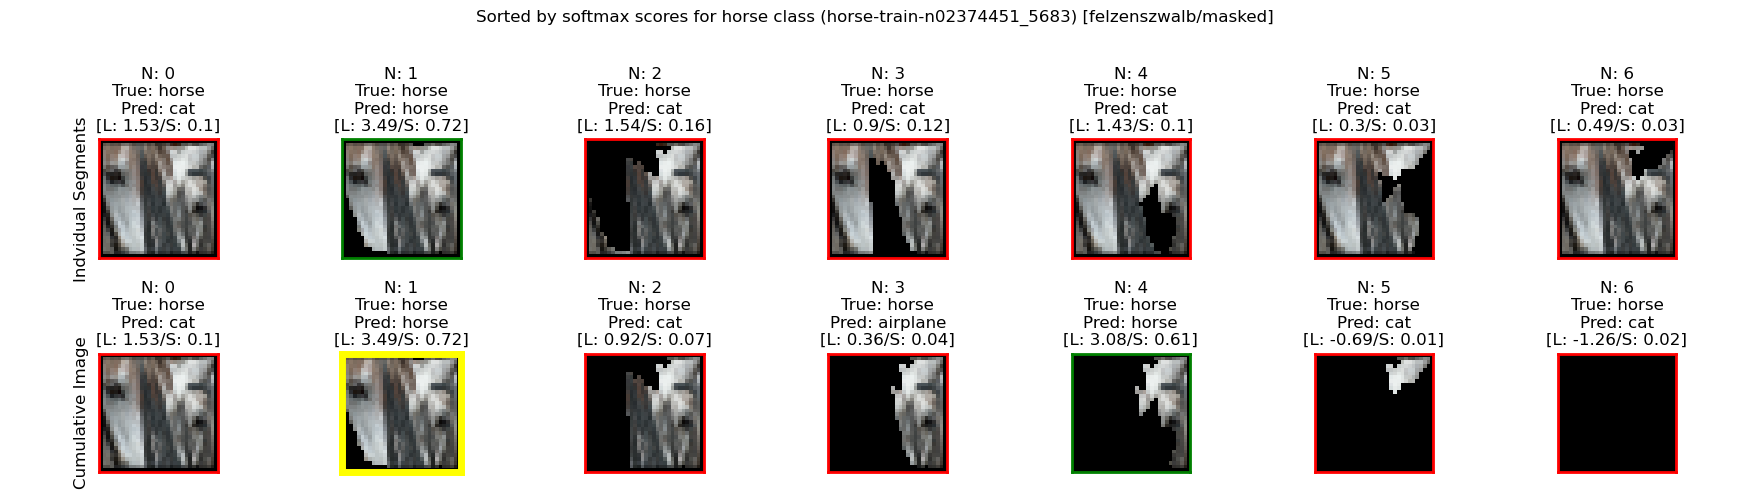 Sorted by softmax scores for horse class (horse-train-n02374451_5683) [felzenszwalb/masked]
Indvidual Segments
N: 0
True: horse
Pred: cat
[L: 1.53/S: 0.1]
N: 1
True: horse
Pred: horse
[L: 3.49/S: 0.72]
N: 2
True: horse
Pred: cat
[L: 1.54/S: 0.16]
N: 3
True: horse
Pred: cat
[L: 0.9/S: 0.12]
N: 4
True: horse
Pred: cat
[L: 1.43/S: 0.1]
N: 5
True: horse
Pred: cat
[L: 0.3/S: 0.03]
N: 6
True: horse
Pred: cat
[L: 0.49/S: 0.03]
Cumulative Image
N: 0
True: horse
Pred: cat
[L: 1.53/S: 0.1]
N: 1
True: horse
Pred: horse
[L: 3.49/S: 0.72]
N: 2
True: horse
Pred: cat
[L: 0.92/S: 0.07]
N: 3
True: horse
Pred: airplane
[L: 0.36/S: 0.04]
N: 4
True: horse
Pred: horse
[L: 3.08/S: 0.61]
N: 5
True: horse
Pred: cat
[L: -0.69/S: 0.01]
N: 6
True: horse
Pred: cat
[L: -1.26/S: 0.02]